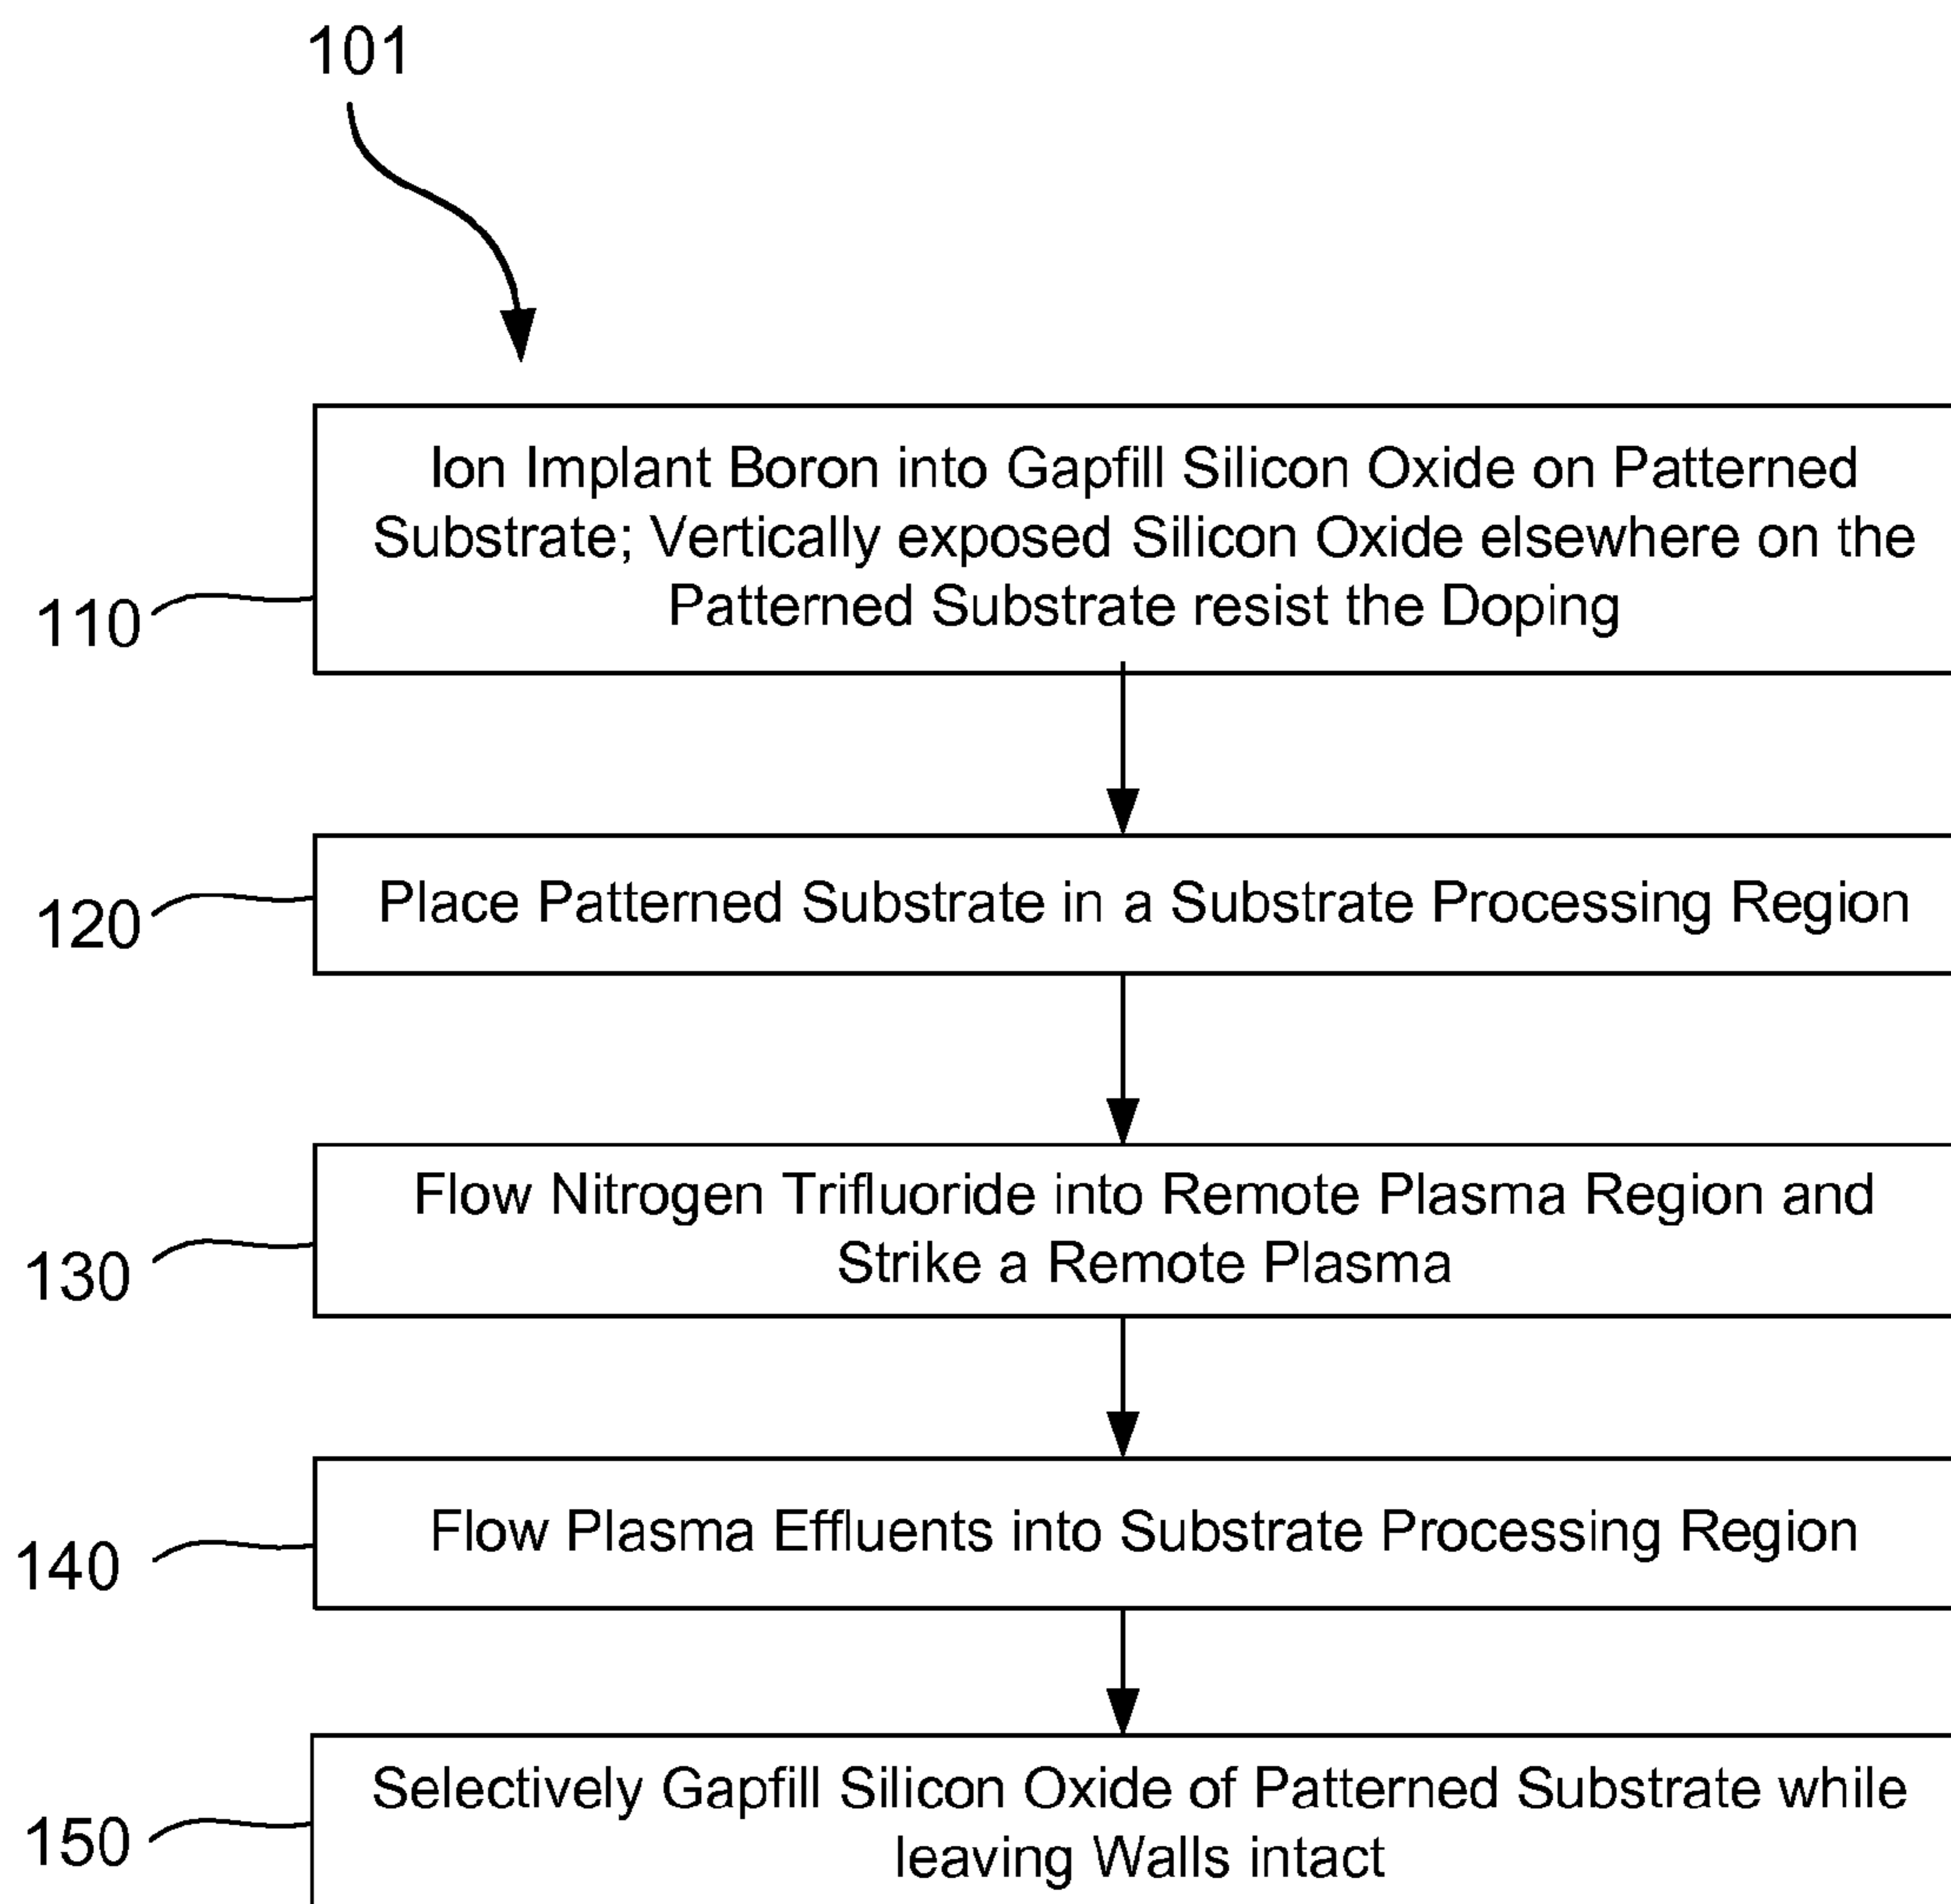 101
Ion Implant Boron into Gapfill Silicon Oxide on Patterned
Substrate; Vertically exposed Silicon Oxide elsewhere on the
Patterned Substrate resist the Doping
110
Place Patterned Substrate in a Substrate Processing Region
120
Flow Nitrogen Trifluoride into Remote Plasma Region and
Strike a Remote Plasma
130
Flow Plasma Effluents into Substrate Processing Region
140
Selectively Gapfill Silicon Oxide of Patterned Substrate while
leaving Walls intact
150